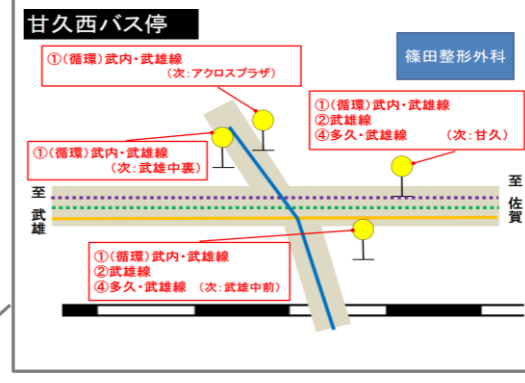 甘久西バス停
篠田整形外科
①(循環)武内・武雄線
(次:アクロスプラザ)
①(循環)武内・武雄線
②武雄線
④多久・武雄線 (次:甘久)
①(循環)武内・武雄線
(次:武雄中裏)
至 武雄
至 佐賀
①(循環)武内・武雄線
②武雄線
④多久・武雄線 (次:武雄中前)